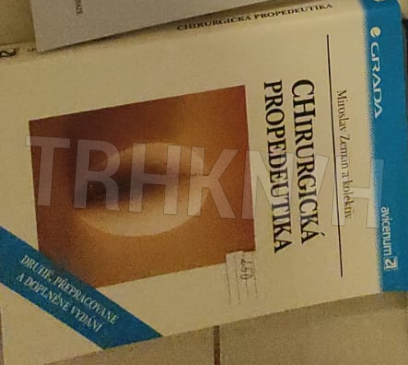 CHIRURGICKÁ PROPEDEUTIKA
GRADA
Miroslav Zeman a kolektiv
CHIRURGICKÁ
PROPEDEUTIKA
avicenum
DRUHÉ, PŘEPRACOVANÉ
A DOPLNĚNÉ VYDÁNÍ
TRHKNIH